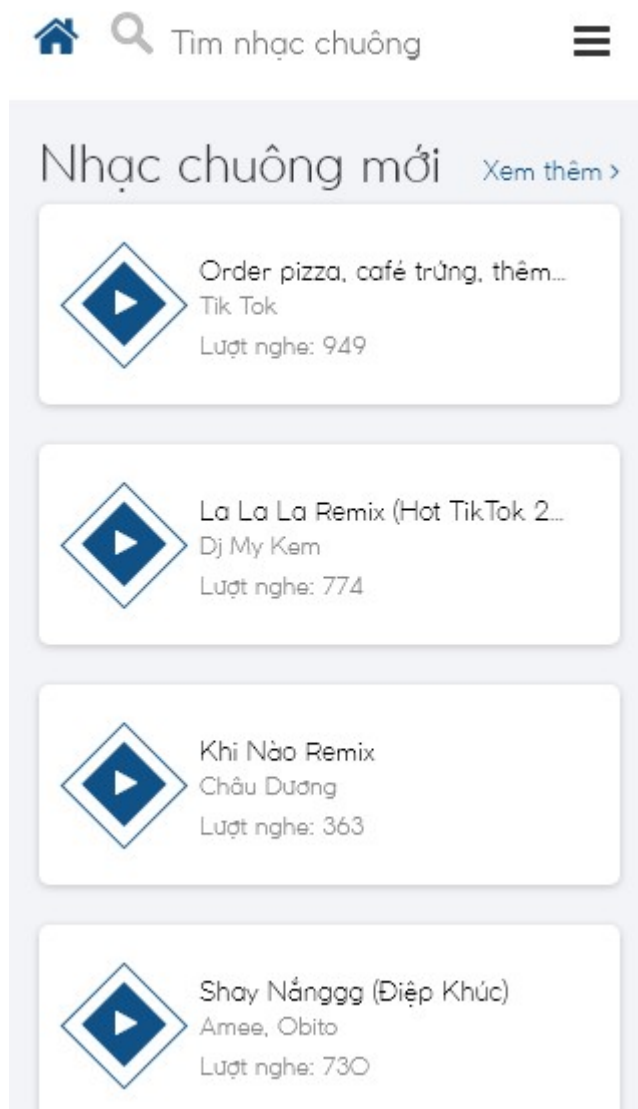 Tìm nhạc chuông
Nhạc chuông mới
Xem thêm >
Order pizza, café trứng, thêm...
Tik Tok
Lượt nghe: 949
La La La Remix (Hot TikTok 2...
Dj My Kem
Lượt nghe: 774
Khi Nào Remix
Châu Dương
Lượt nghe: 363
Shay Nắnggg (Điệp Khúc)
Amee, Obito
Lượt nghe: 730